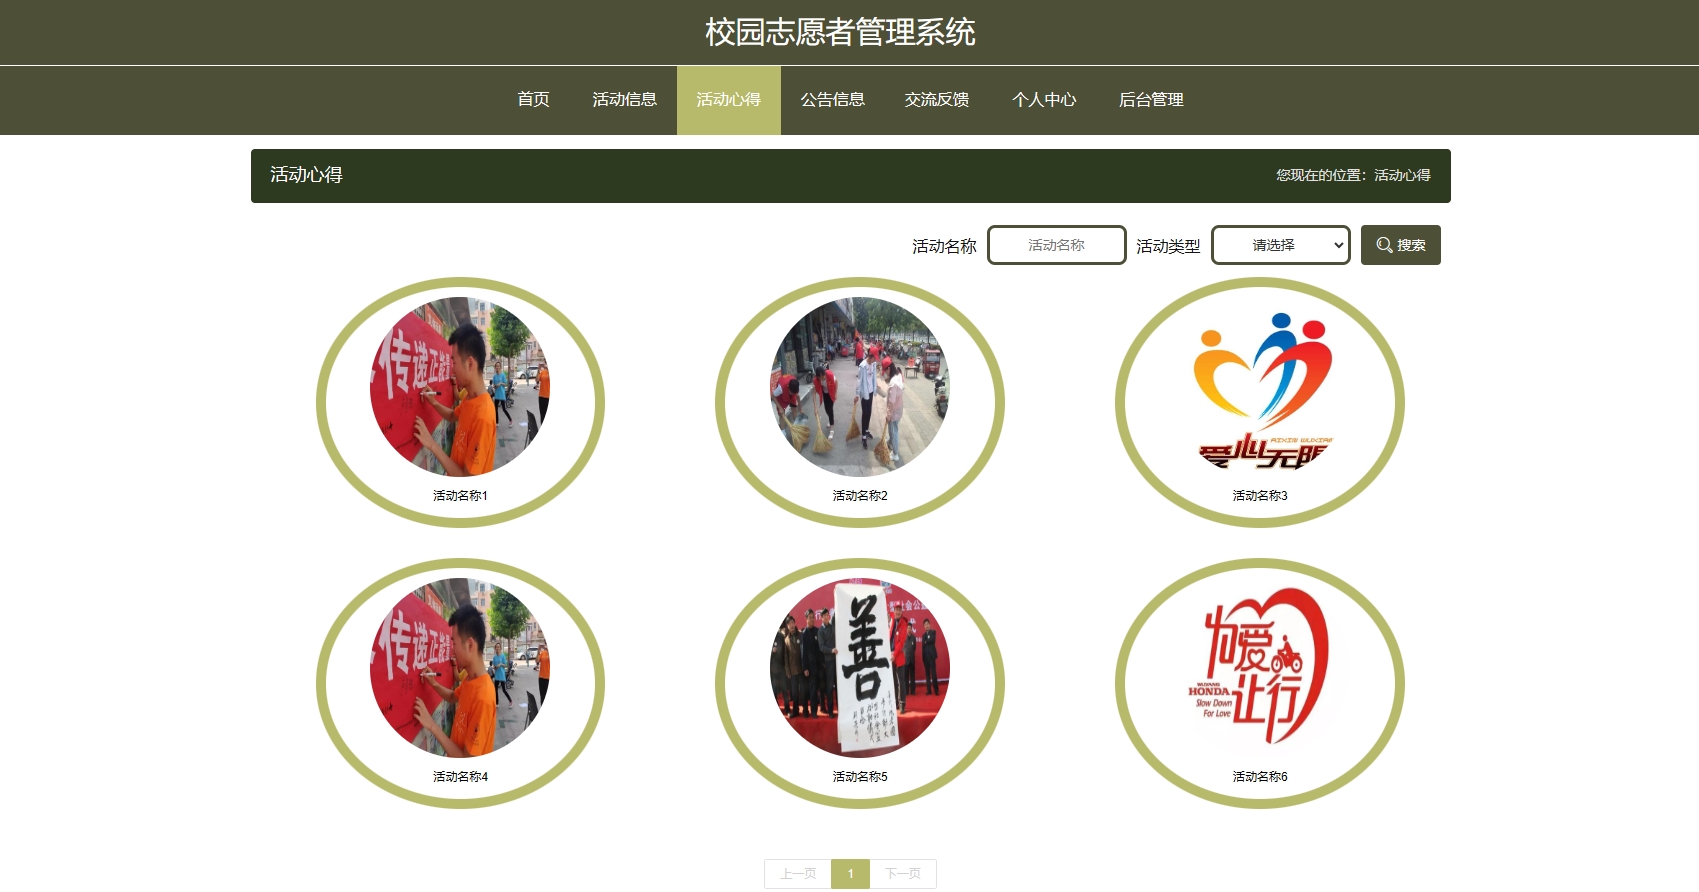 校园志愿者管理系统
首页 活动信息 活动心得 公告信息 交流反馈 个人中心 后台管理
活动心得
您现在的位置：活动心得
活动名称 活动名称 活动类型 请选择 搜索
传递正能量
活动名称1
活动名称2
AIXIN WUXIAN
爱心无限
活动名称3
传递正能量
活动名称4
善
活动名称5
为爱
让行
WUYANG
HONDA
Slow Down
For Love
活动名称6
上一页 1 下一页